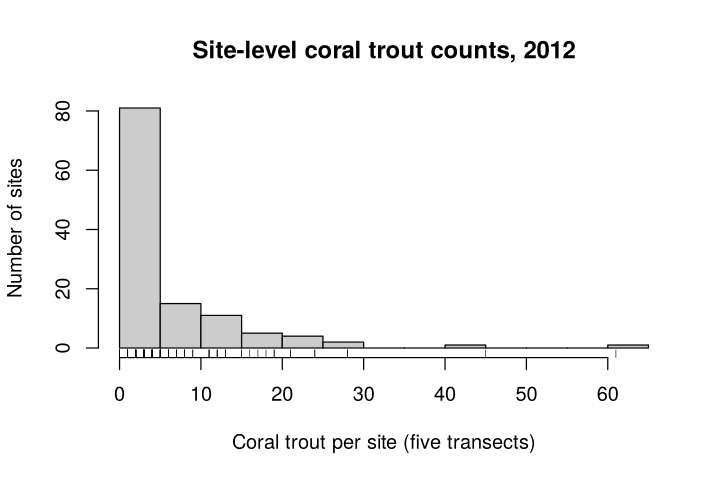 Site-level coral trout counts, 2012
80
60
40
20
0
Number of sites
0 10 20 30 40 50 60
Coral trout per site (five transects)